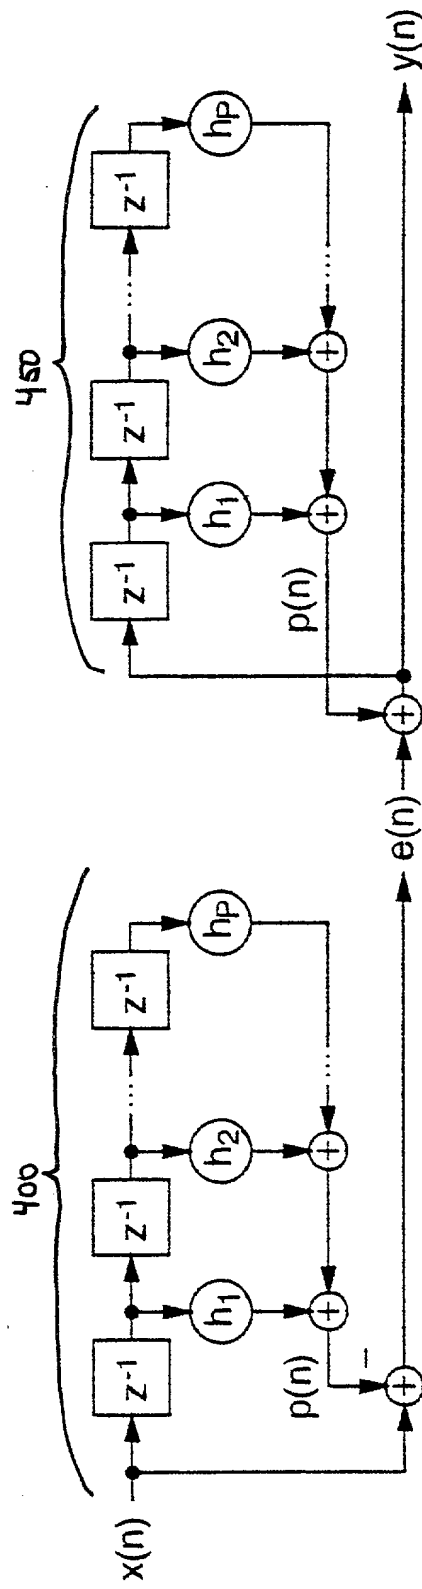 400
450
z⁻¹
z⁻¹
z⁻¹
z⁻¹
z⁻¹
z⁻¹
h₁
h₂
hP
h₁
h₂
hP
+
+
+
+
p(n)
p(n)
x(n)
−
+
e(n)
+
y(n)